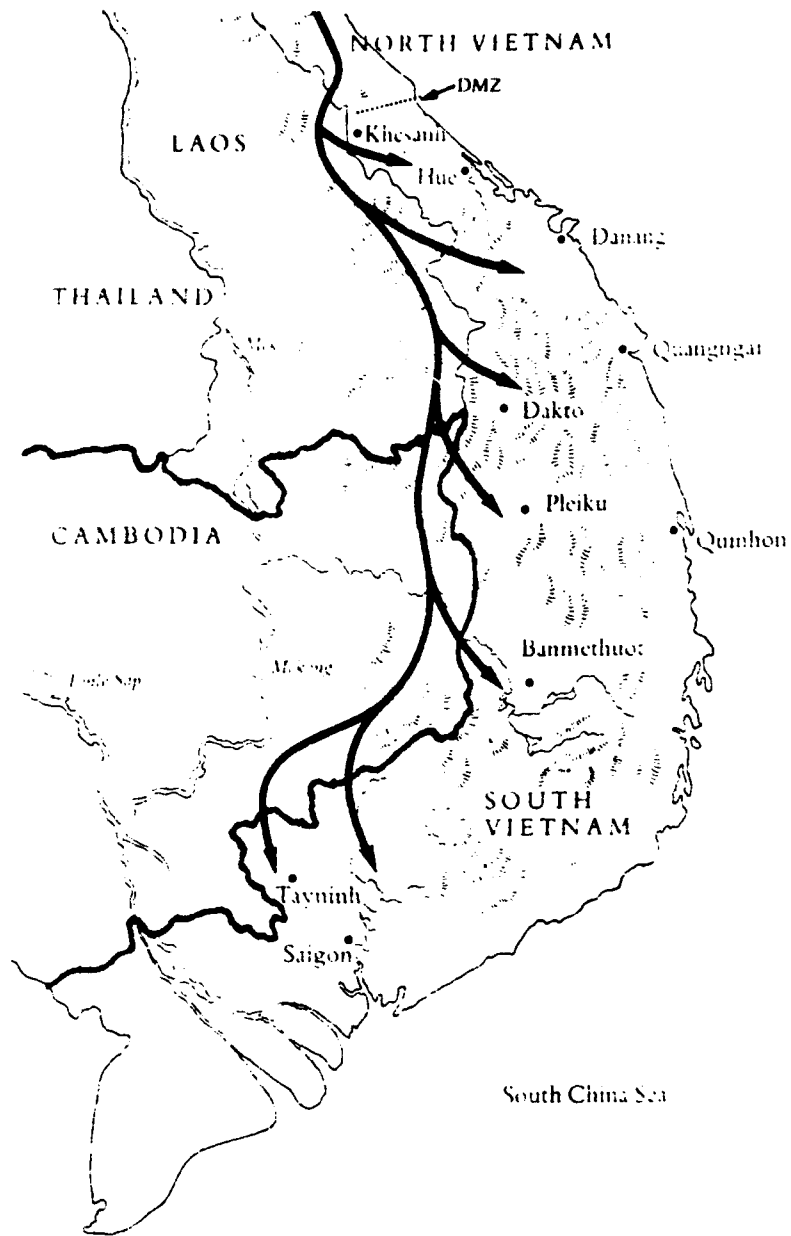 NORTH VIETNAM
DMZ
LAOS
Khesanh
Hue
Danang
THAILAND
Quangngai
Dakto
Pleiku
CAMBODIA
Quinhon
Banmethuot
Mekong
SOUTH
VIETNAM
Tayninh
Saigon
South China Sea